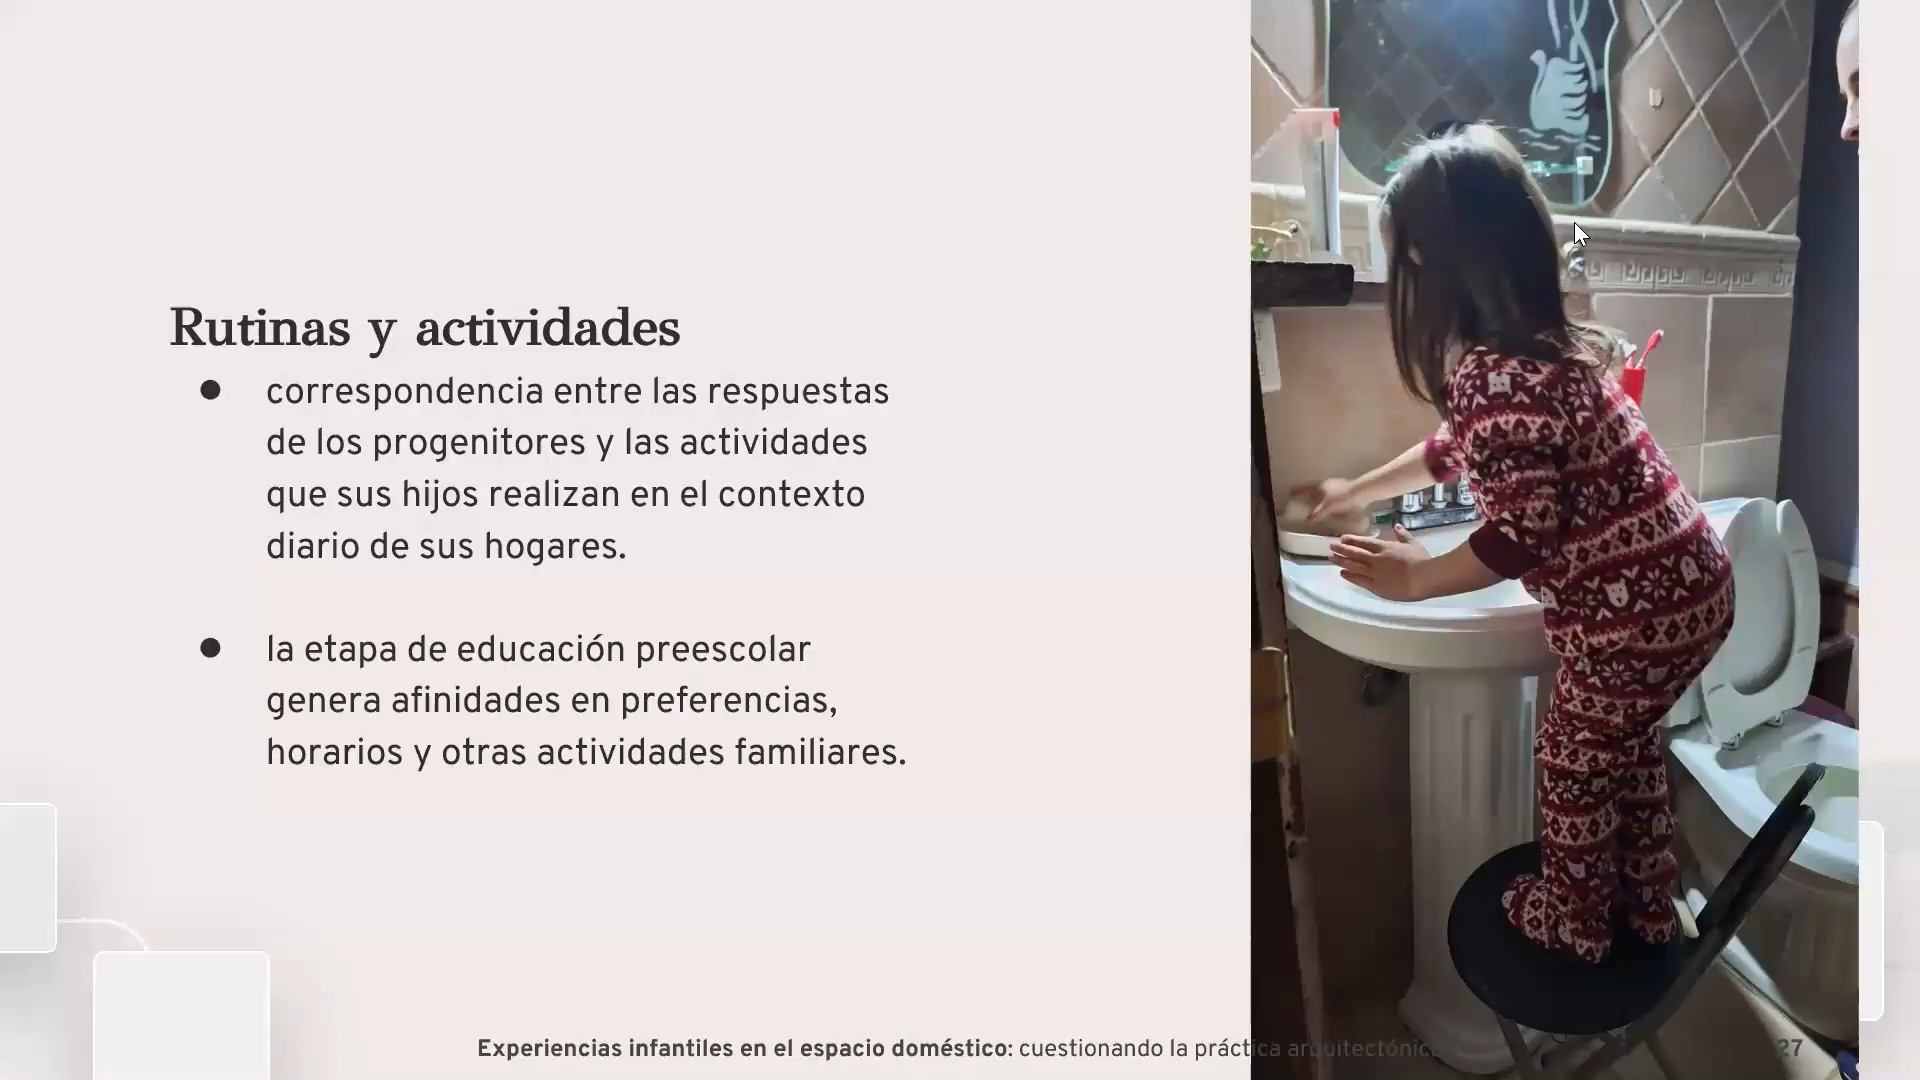 Rutinas y actividades
● correspondencia entre las respuestas
de los progenitores y las actividades
que sus hijos realizan en el contexto
diario de sus hogares.
● la etapa de educación preescolar
genera afinidades en preferencias,
horarios y otras actividades familiares.
Experiencias infantiles en el espacio doméstico: cuestionando la práctica arquitectónica
27